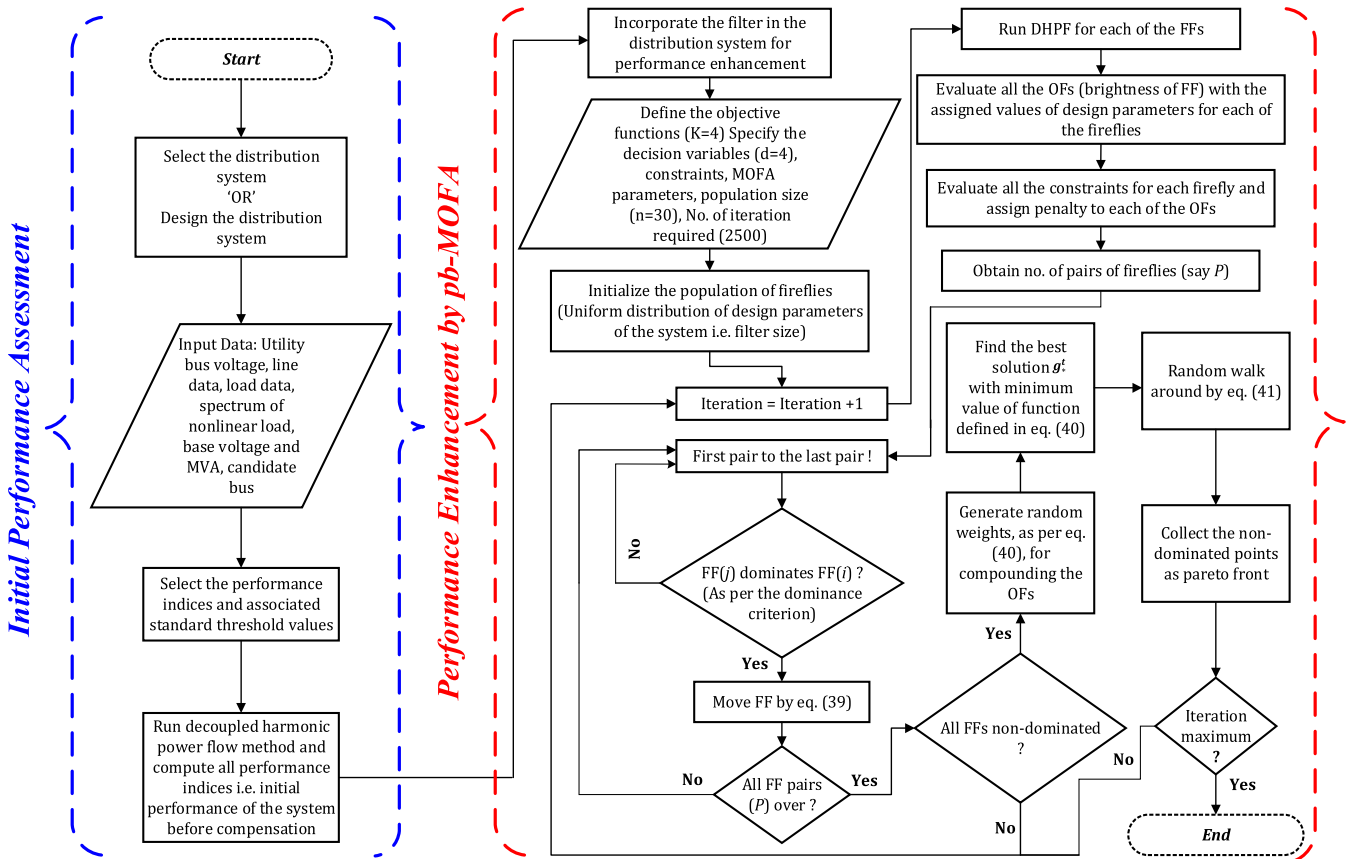 Initial Performance Assessment
Start
Select the distribution
system
‘OR’
Design the distribution
system
Input Data: Utility
bus voltage, line
data, load data,
spectrum of
nonlinear load,
base voltage and
MVA, candidate
bus
Select the performance
indices and associated
standard threshold values
Run decoupled harmonic
power flow method and
compute all performance
indices i.e. initial
performance of the system
before compensation
Performance Enhancement by pb-MOFA
Incorporate the filter in the
distribution system for
performance enhancement
Define the objective
functions (K=4) Specify the
decision variables (d=4),
constraints, MOFA
parameters, population size
(n=30), No. of iteration
required (2500)
Initialize the population of fireflies
(Uniform distribution of design parameters
of the system i.e. filter size)
Iteration = Iteration +1
Run DHPF for each of the FFs
Evaluate all the OFs (brightness of FF) with the
assigned values of design parameters for each of
the fireflies
Evaluate all the constraints for each firefly and
assign penalty to each of the OFs
Obtain no. of pairs of fireflies (say P)
First pair to the last pair !
FF(j) dominates FF(i) ?
(As per the dominance
criterion)
No
Yes
Move FF by eq. (39)
All FF pairs
(P) over ?
No
Yes
All FFs non-dominated
?
No
Yes
Generate random
weights, as per eq.
(40), for
compounding the
OFs
Find the best
solution
with minimum
value of function
defined in eq. (40)
Random walk
around by eq. (41)
Collect the non-
dominated points
as pareto front
Iteration
maximum
?
No
Yes
End